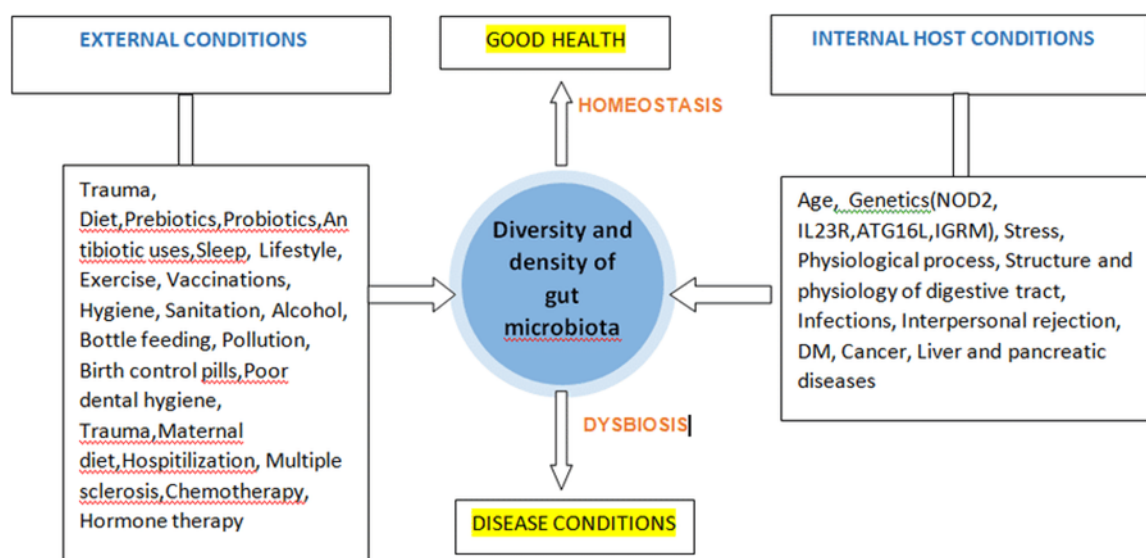 EXTERNAL CONDITIONS
GOOD HEALTH
INTERNAL HOST CONDITIONS
HOMEOSTASIS
Trauma,
Diet,Prebiotics,Probiotics,An
tibiotic uses,Sleep, Lifestyle,
Exercise, Vaccinations,
Hygiene, Sanitation, Alcohol,
Bottle feeding, Pollution,
Birth control pills,Poor
dental hygiene,
Trauma,Maternal
diet,Hospitilization, Multiple
sclerosis,Chemotherapy,
Hormone therapy
Diversity and
density of
gut
microbiota
Age, Genetics(NOD2,
IL23R,ATG16L,IGRM), Stress,
Physiological process, Structure and
physiology of digestive tract,
Infections, Interpersonal rejection,
DM, Cancer, Liver and pancreatic
diseases
DYSBIOSIS
DISEASE CONDITIONS